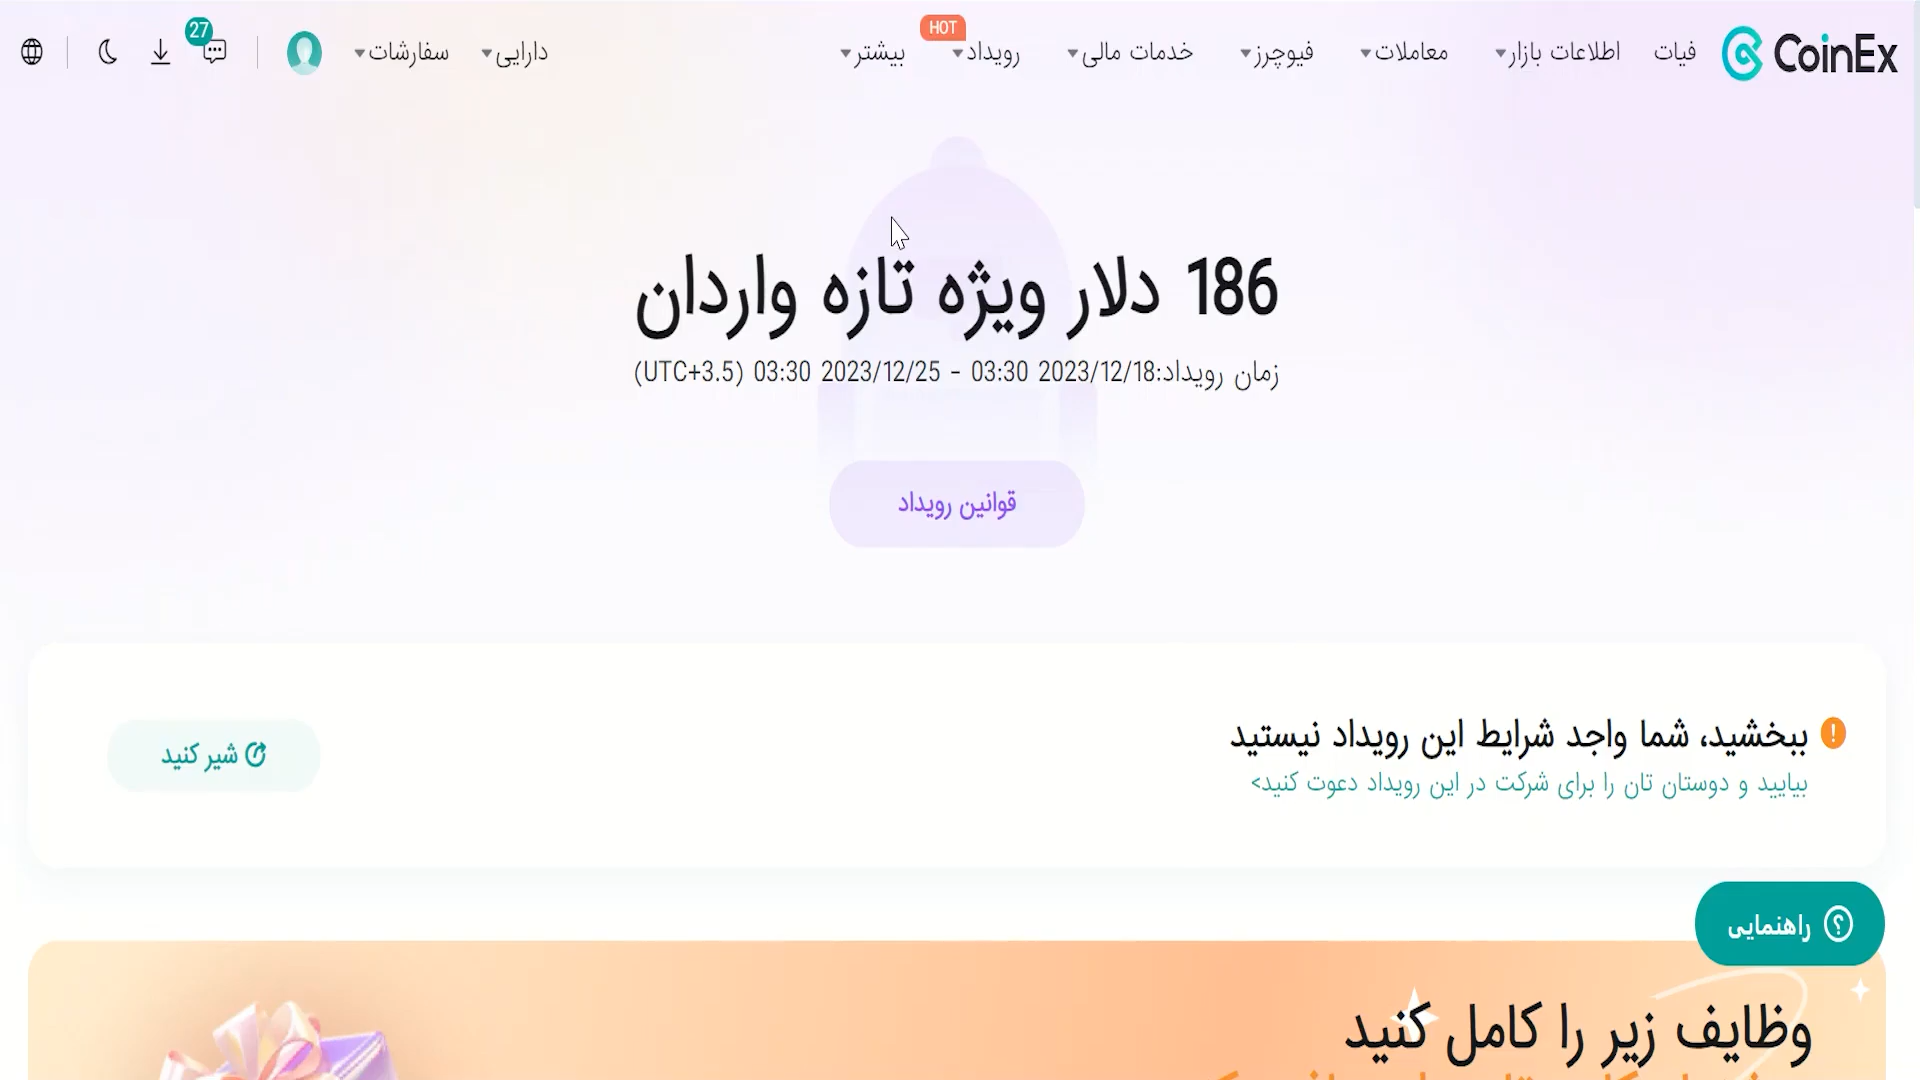 CoinEx
فیات
اطلاعات بازار
معاملات
فیوچرز
خدمات مالی
رویداد
HOT
بیشتر
دارایی
سفارشات
27
186 دلار ویژه تازه واردان
زمان رویداد:2023/12/18 03:30 - 2023/12/25 03:30 (UTC+3.5)
قوانین رویداد
ببخشید، شما واجد شرایط این رویداد نیستید
بیایید و دوستان تان را برای شرکت در این رویداد دعوت کنید>
شیر کنید
راهنمایی
وظایف زیر را کامل کنید